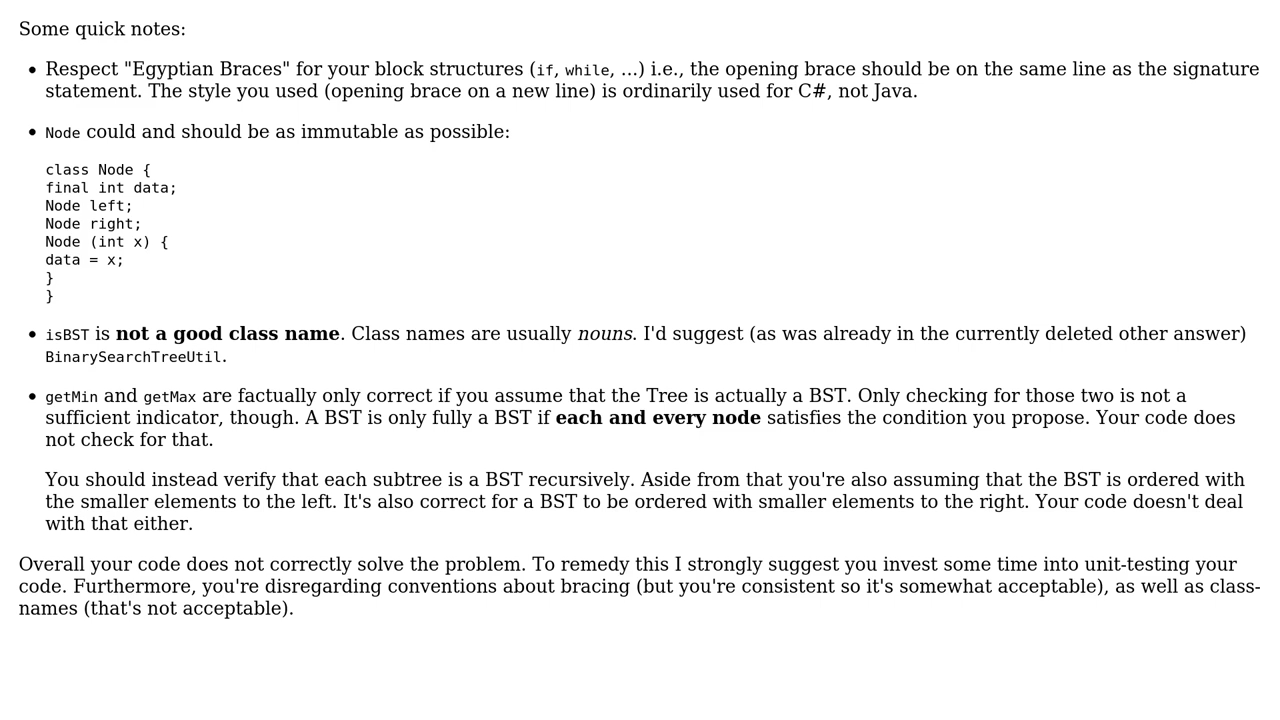 Some quick notes:
• Respect "Egyptian Braces" for your block structures (if, while, ...) i.e., the opening brace should be on the same line as the signature
statement. The style you used (opening brace on a new line) is ordinarily used for C#, not Java.
• Node could and should be as immutable as possible:
class Node {
final int data;
Node left;
Node right;
Node (int x) {
data = x;
}
}
• isBST is not a good class name. Class names are usually nouns. I'd suggest (as was already in the currently deleted other answer)
BinarySearchTreeUtil.
• getMin and getMax are factually only correct if you assume that the Tree is actually a BST. Only checking for those two is not a
sufficient indicator, though. A BST is only fully a BST if each and every node satisfies the condition you propose. Your code does
not check for that.
You should instead verify that each subtree is a BST recursively. Aside from that you're also assuming that the BST is ordered with
the smaller elements to the left. It's also correct for a BST to be ordered with smaller elements to the right. Your code doesn't deal
with that either.
Overall your code does not correctly solve the problem. To remedy this I strongly suggest you invest some time into unit-testing your
code. Furthermore, you're disregarding conventions about bracing (but you're consistent so it's somewhat acceptable), as well as class-
names (that's not acceptable).